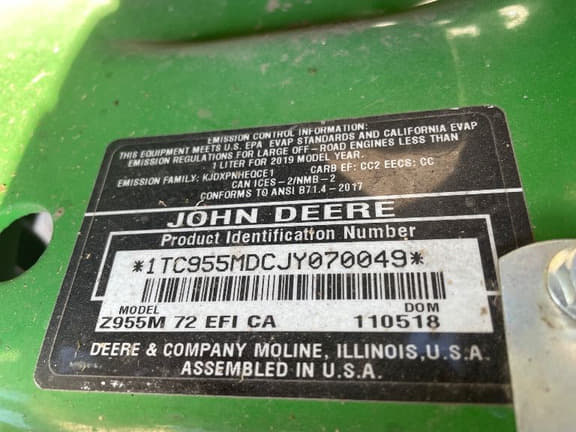 EMISSION CONTROL INFORMATION:
THIS EQUIPMENT MEETS U.S. EPA EVAP STANDARDS AND CALIFORNIA EVAP
EMISSION REGULATIONS FOR LARGE OFF-ROAD ENGINES LESS THAN
1 LITER FOR 2019 MODEL YEAR.
EMISSION FAMILY: KJDXPNHEQCE1 CARB EF: CC2 EECS: CC
CAN ICES-2/NMB-2
CONFORMS TO ANSI B71.4-2017
JOHN DEERE
Product Identification Number
*1TC955MDCJY070049*
MODEL DOM
Z955M 72 EFI CA 110518
DEERE & COMPANY MOLINE, ILLINOIS, U.S.A.
ASSEMBLED IN U.S.A.